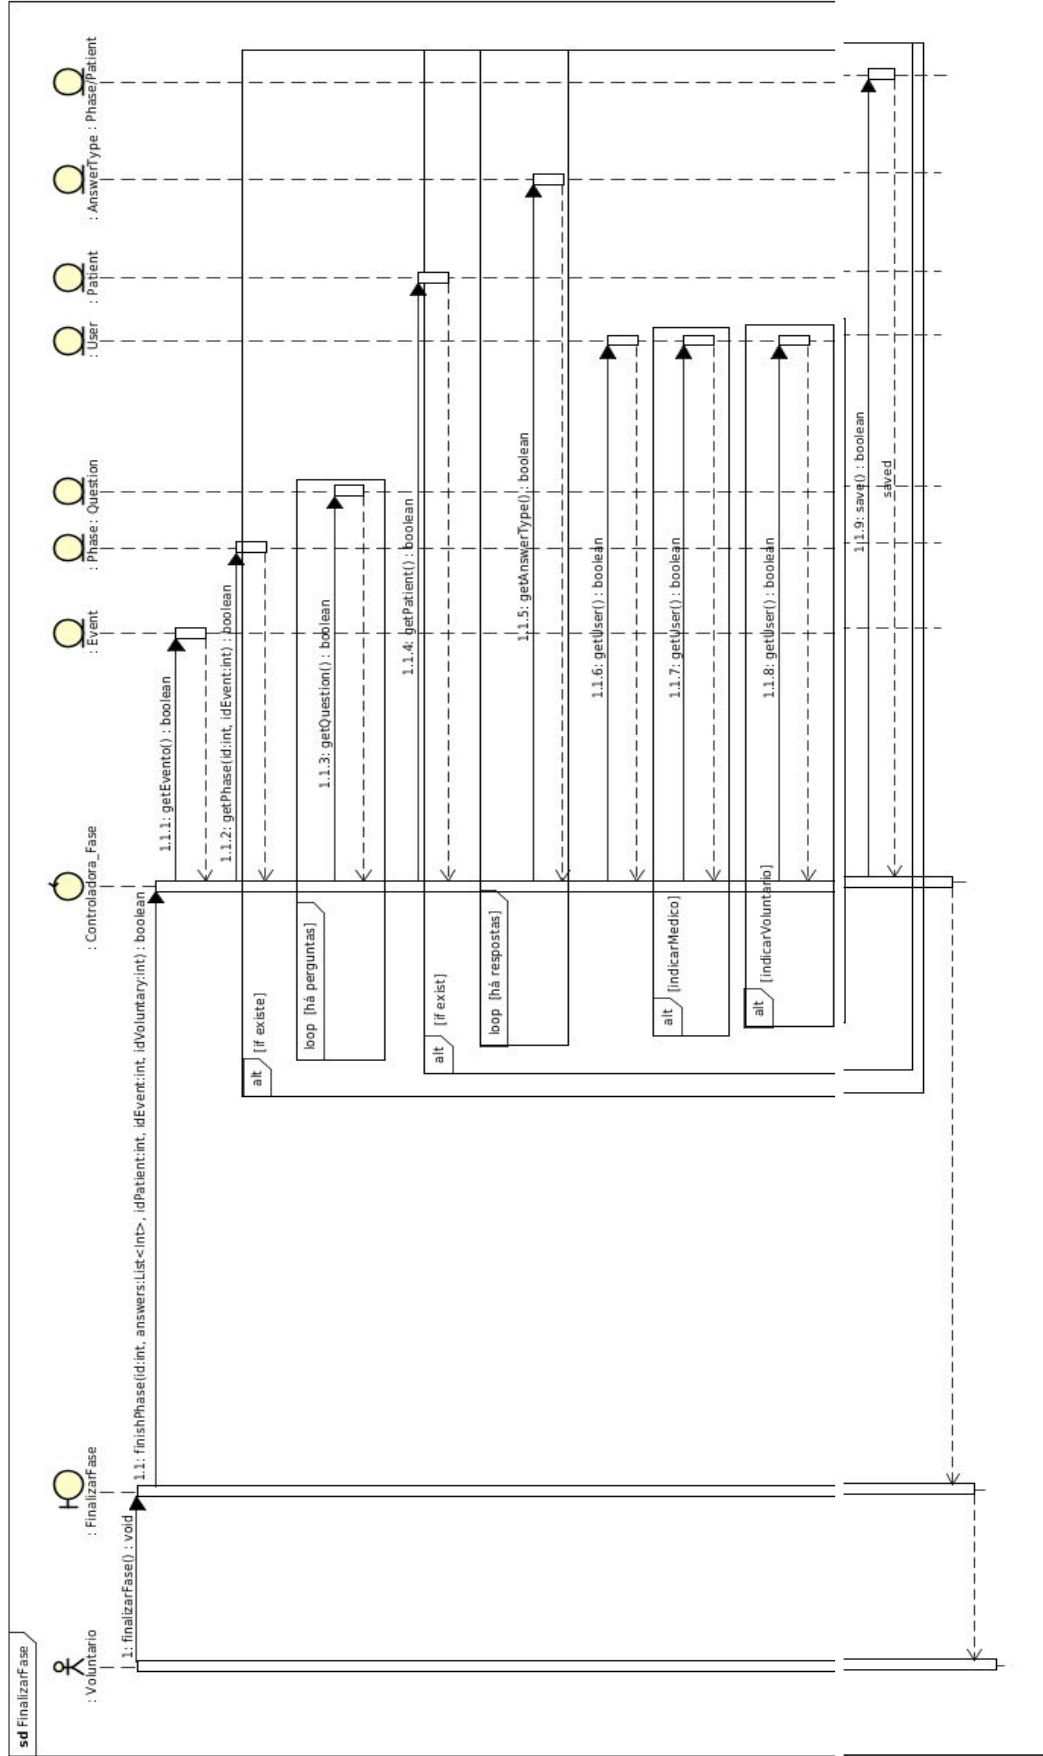 sd FinalizarFase
: Voluntario
: FinalizarFase
: Controladora_Fase
: Event
: Phase
: Question
: User
: Patient
: AnswerType
: Phase/Patient
1: finalizarFase() : void
1.1: finishPhase(id:int, answers:List<Int>, idPatient:int, idEvent:int, idVoluntary:int) : boolean
1.1.1: getEvento() : boolean
1.1.2: getPhase(id:int, idEvent:int) : boolean
alt [if existe]
loop [há perguntas]
1.1.3: getQuestion() : boolean
1.1.4: getPatient() : boolean
alt [if exist]
loop [há respostas]
1.1.5: getAnswerType() : boolean
1.1.6: getUser() : boolean
alt [indicarMedico]
1.1.7: getUser() : boolean
alt [indicarVoluntario]
1.1.8: getUser() : boolean
1.1.9: save() : boolean
saved